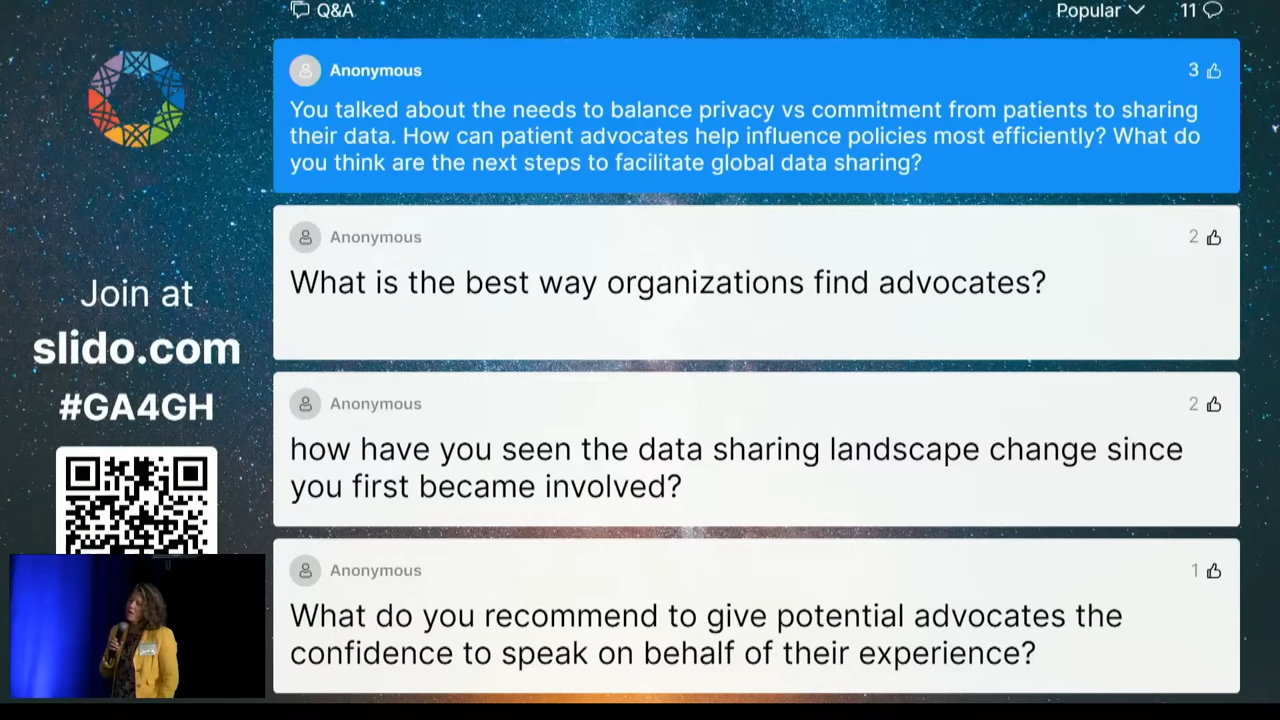 Q&A
Popular
11
Anonymous
3
You talked about the needs to balance privacy vs commitment from patients to sharing
their data. How can patient advocates help influence policies most efficiently? What do
you think are the next steps to facilitate global data sharing?
Anonymous
2
What is the best way organizations find advocates?
Anonymous
2
how have you seen the data sharing landscape change since
you first became involved?
Anonymous
1
What do you recommend to give potential advocates the
confidence to speak on behalf of their experience?
Join at
slido.com
#GA4GH